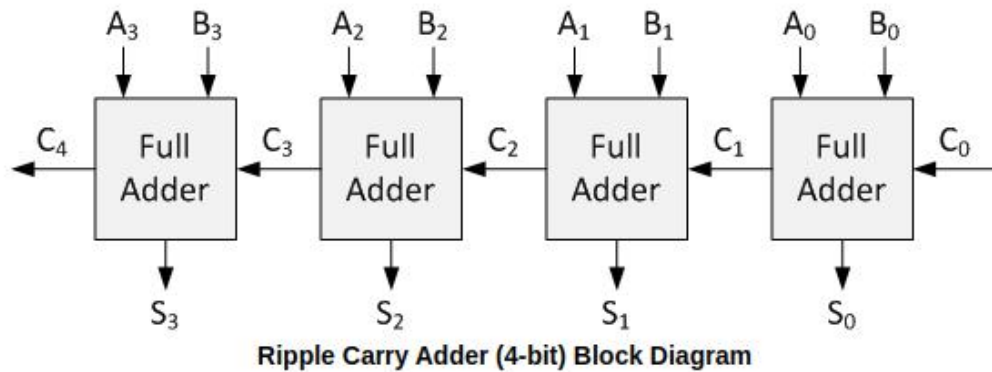 A₃ B₃ A₂ B₂ A₁ B₁ A₀ B₀
C₄ Full Adder C₃ Full Adder C₂ Full Adder C₁ Full Adder C₀
S₃ S₂ S₁ S₀
Ripple Carry Adder (4-bit) Block Diagram